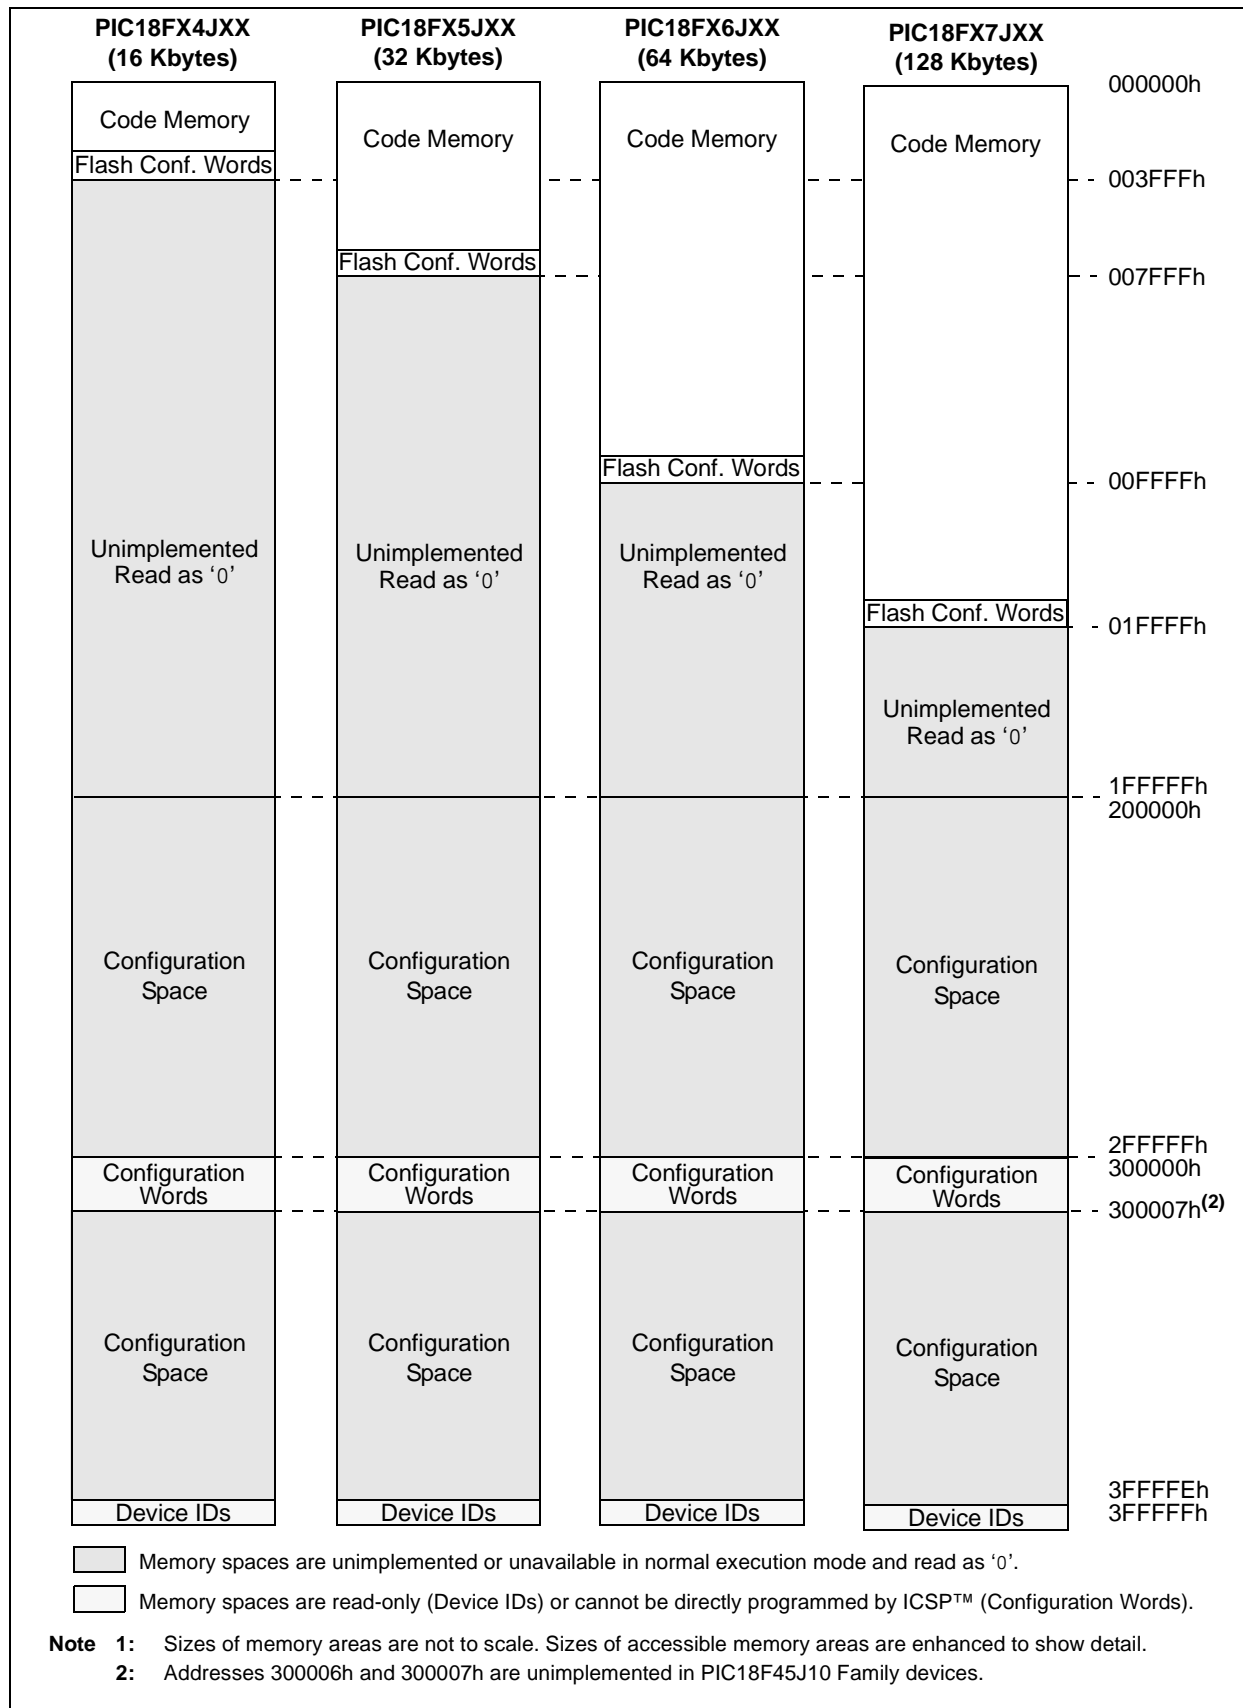 PIC18FX4JXX
(16 Kbytes)
PIC18FX5JXX
(32 Kbytes)
PIC18FX6JXX
(64 Kbytes)
PIC18FX7JXX
(128 Kbytes)
000000h
Code Memory
Code Memory
Code Memory
Code Memory
Flash Conf. Words
003FFFh
Flash Conf. Words
007FFFh
Flash Conf. Words
00FFFFh
Unimplemented
Read as ‘0’
Unimplemented
Read as ‘0’
Unimplemented
Read as ‘0’
Flash Conf. Words
01FFFFh
Unimplemented
Read as ‘0’
1FFFFFh
200000h
Configuration
Space
Configuration
Space
Configuration
Space
Configuration
Space
2FFFFFh
300000h
Configuration
Words
Configuration
Words
Configuration
Words
Configuration
Words
300007h(2)
Configuration
Space
Configuration
Space
Configuration
Space
Configuration
Space
3FFFFEh
3FFFFFh
Device IDs
Device IDs
Device IDs
Device IDs
Memory spaces are unimplemented or unavailable in normal execution mode and read as ‘0’.
Memory spaces are read-only (Device IDs) or cannot be directly programmed by ICSP™ (Configuration Words).
Note 1: Sizes of memory areas are not to scale. Sizes of accessible memory areas are enhanced to show detail.
2: Addresses 300006h and 300007h are unimplemented in PIC18F45J10 Family devices.